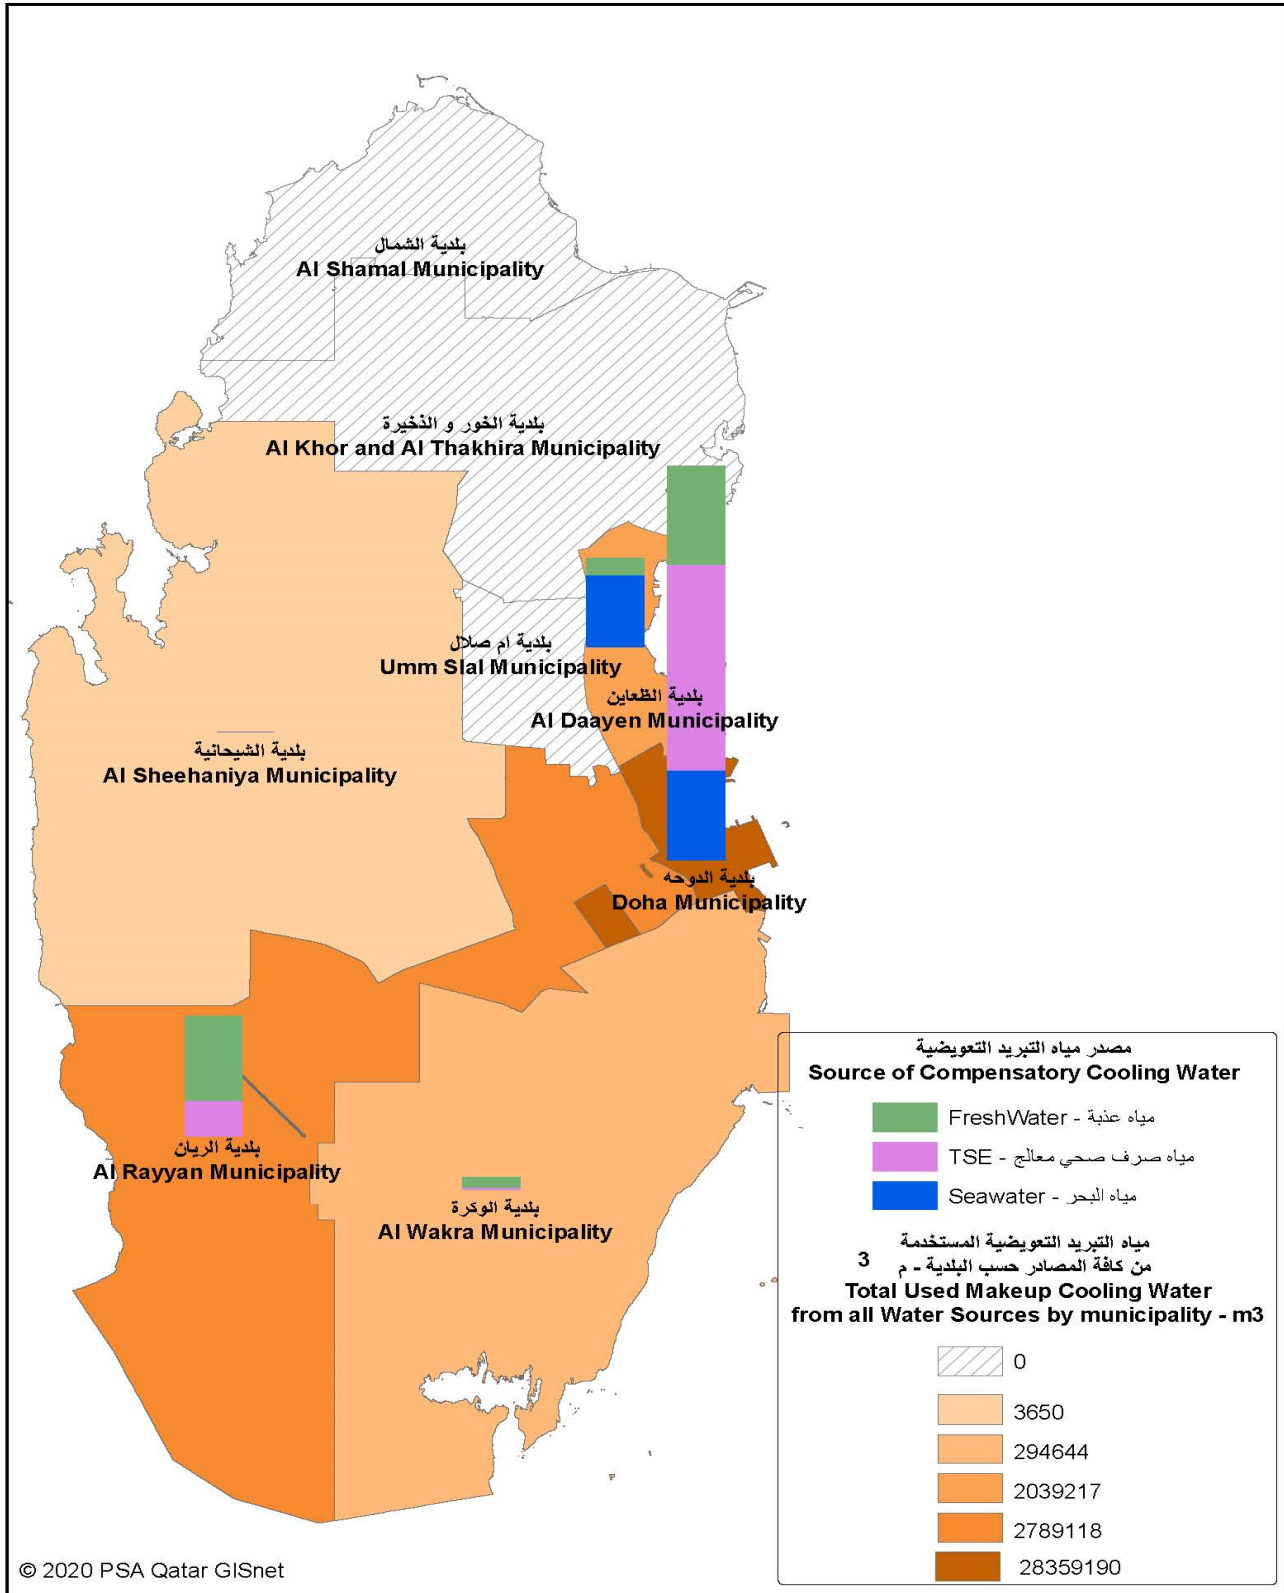 بلدية الشمال
Al Shamal Municipality
بلدية الخور و الذخيرة
Al Khor and Al Thakhira Municipality
بلدية ام صلال
Umm Slal Municipality
بلدية الظعاين
Al Daayen Municipality
بلدية الشيحانية
Al Sheehaniya Municipality
بلدية الدوحه
Doha Municipality
بلدية الريان
Al Rayyan Municipality
بلدية الوكرة
Al Wakra Municipality
مصدر مياه التبريد التعويضية
Source of Compensatory Cooling Water
FreshWater - مياه عذبة
TSE - مياه صرف صحي معالج
Seawater - مياه البحر
مياه التبريد التعويضية المستخدمة
من كافة المصادر حسب البلدية - م 3
Total Used Makeup Cooling Water
from all Water Sources by municipality - m3
0
3650
294644
2039217
2789118
28359190
© 2020 PSA Qatar GISnet